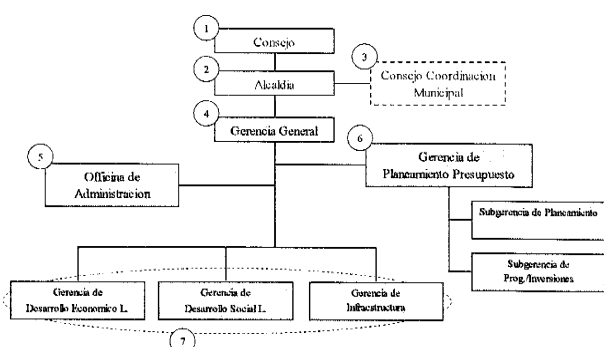 1
Consejo
2
Alcaldia
3
Consejo Coordinacion
Municipal
4
Gerencia General
5
Officina de
Administracion
6
Gerencia de
Planeamiento Presupuesto
Subgerencia de Planeamiento
Subgerencia de
Prog./Inversiones
Gerencia de
Desarrollo Economico L.
Gerencia de
Desarrollo Social L.
Gerencia de
Infraestructura
7